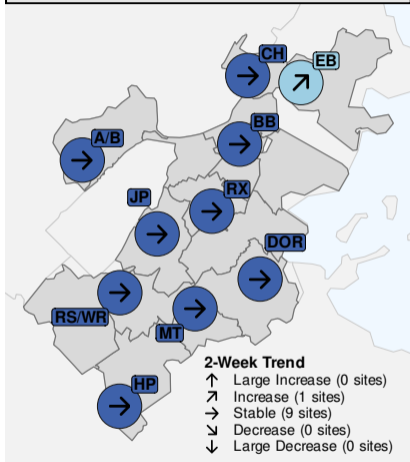 CH
EB
BB
A/B
RX
JP
DOR
RS/WR
MT
HP
2-Week Trend
↑ Large Increase (0 sites)
↗ Increase (1 sites)
→ Stable (9 sites)
↘ Decrease (0 sites)
↓ Large Decrease (0 sites)